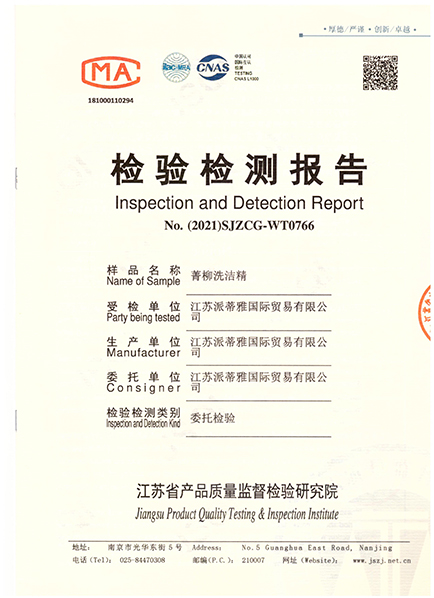 · 厚德/严谨 · 创新/卓越 ·
CMA
181000110294
ilac-MRA
CNAS
中国认可
国际互认
检测
TESTING
181000110294
检验检测报告
Inspection and Detection Report
No. (2021)SJZCG-WT0766
样品名称 菁柳洗洁精
Name of Sample
受检单位 江苏派蒂雅国际贸易有限公
Party being tested 司
生产单位 江苏派蒂雅国际贸易有限公
Manufacturer 司
委托单位 江苏派蒂雅国际贸易有限公
Consigner 司
检验检测类别 委托检验
Inspection and Detection Kind
江苏省产品质量监督检验研究院
Jiangsu Product Quality Testing & Inspection Institute
地址: 南京市光华东街5号 Address: No.5 Guanghua East Road, Nanjing
电话(Tel): 025-84470308 邮编(P.C.): 210007 网址(Website): www.jszj.net.cn